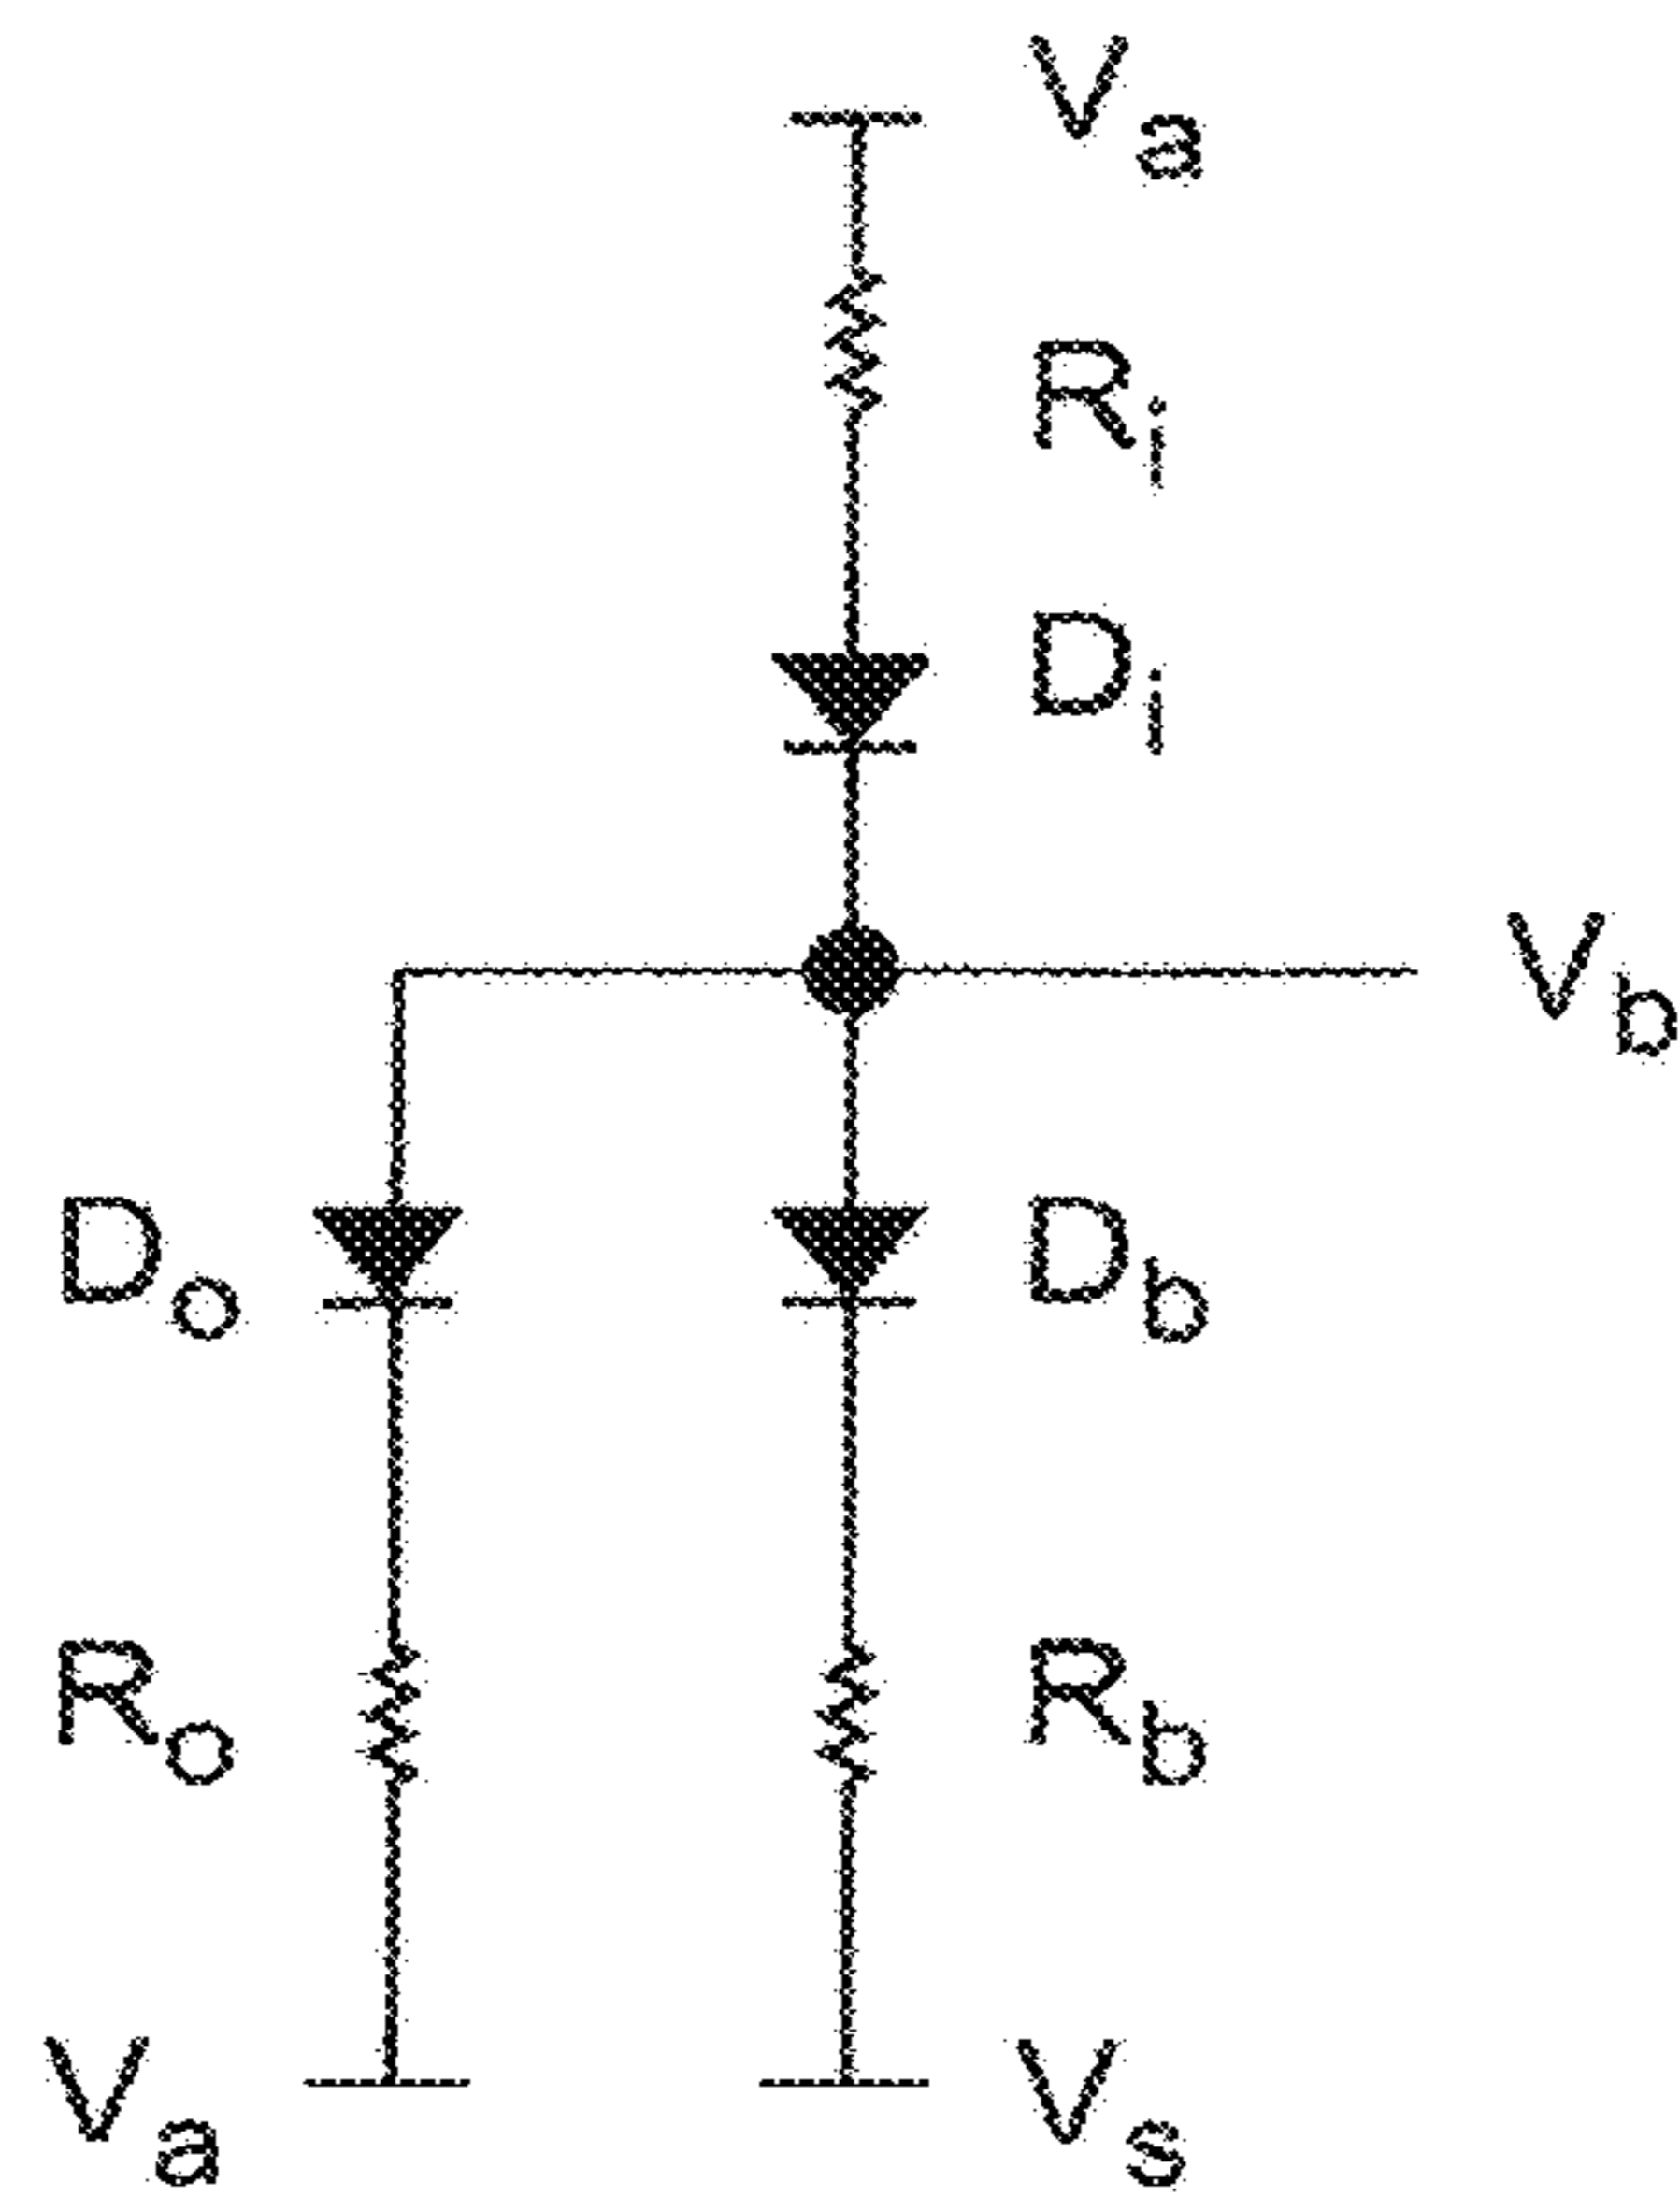 Va
Ri
Di
Vb
Do Db
Ro Rb
Va Vs